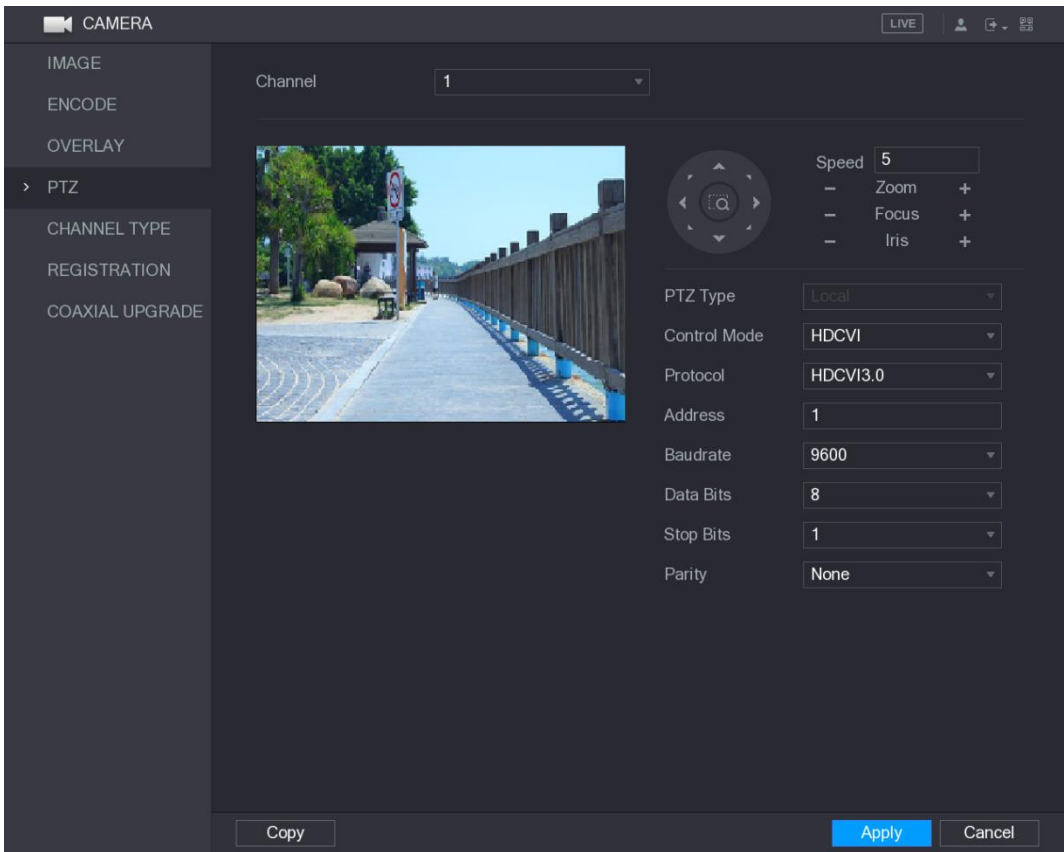 CAMERA
LIVE
IMAGE
ENCODE
OVERLAY
PTZ
CHANNEL TYPE
REGISTRATION
COAXIAL UPGRADE
Channel 1
Speed 5
Zoom
Focus
Iris
PTZ Type Local
Control Mode HDCVI
Protocol HDCVI3.0
Address 1
Baudrate 9600
Data Bits 8
Stop Bits 1
Parity None
Copy Apply Cancel